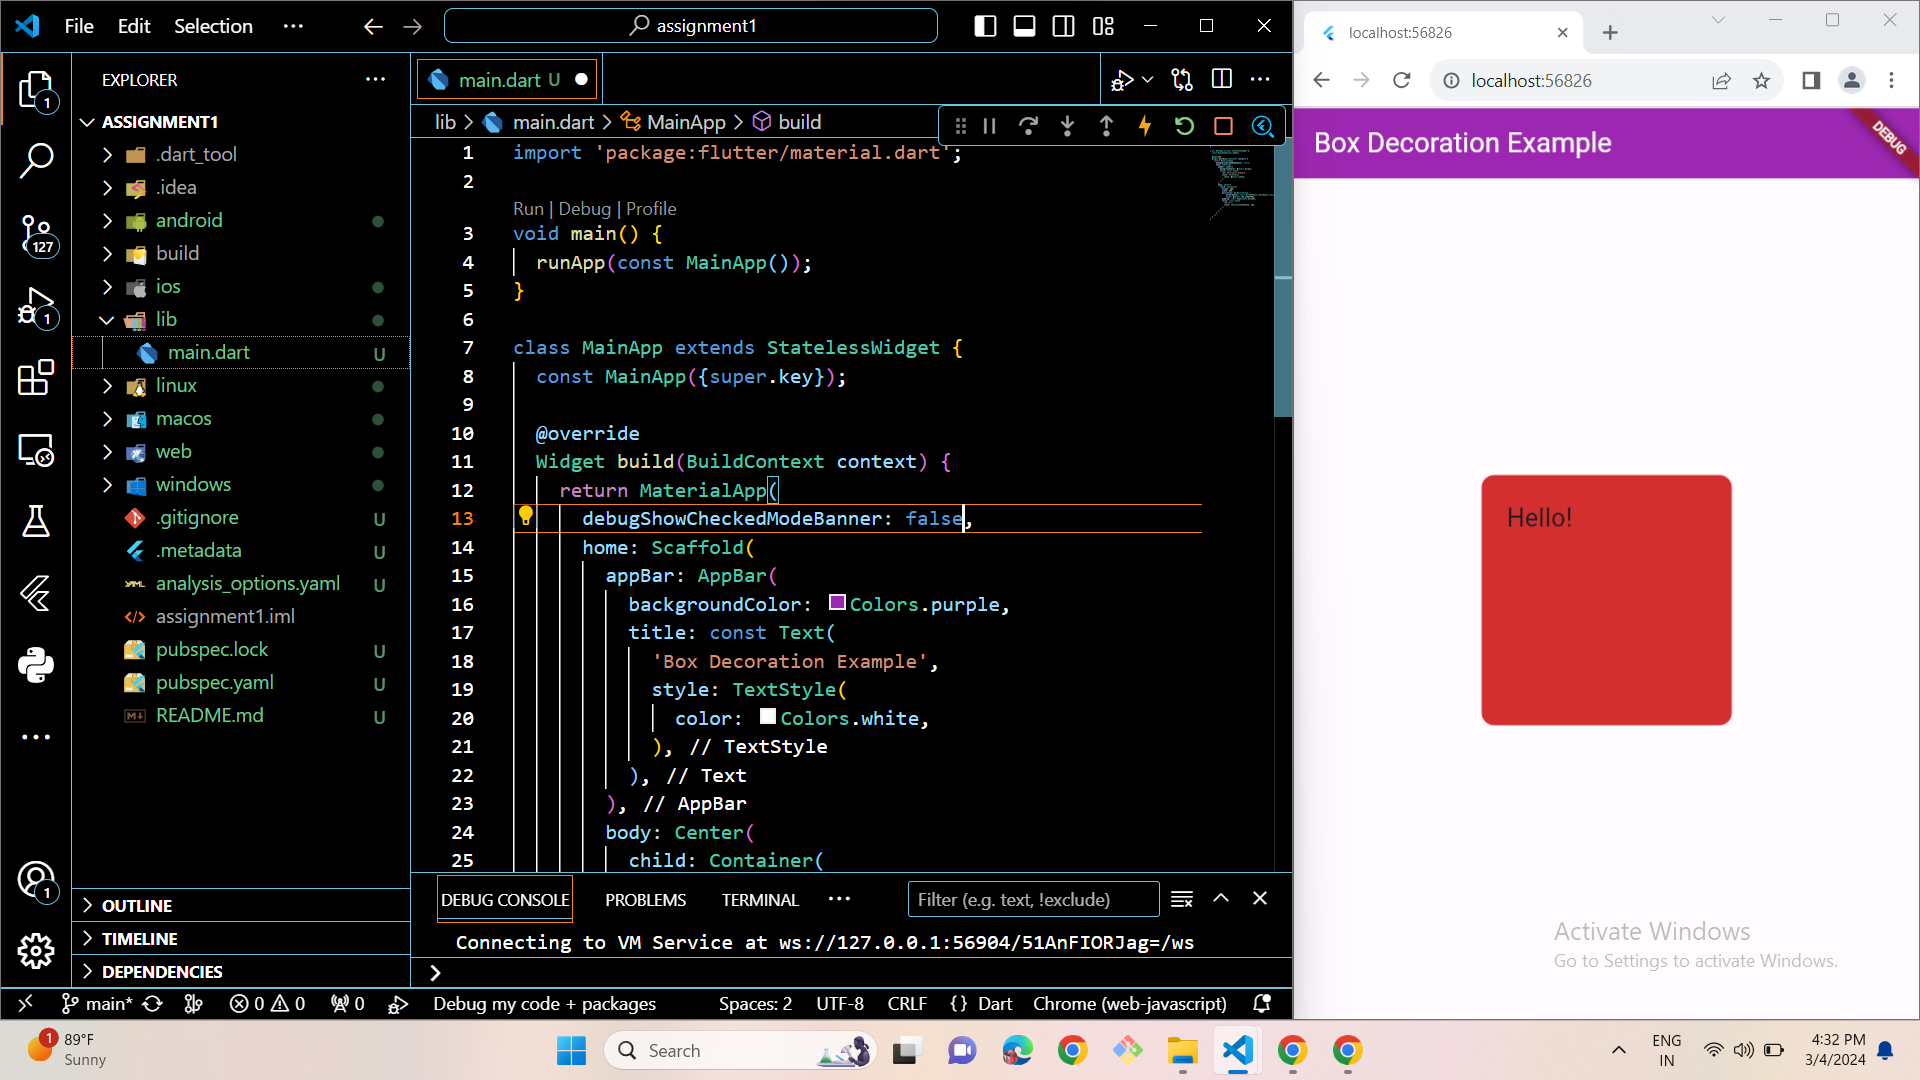 File Edit Selection
assignment1
EXPLORER
ASSIGNMENT1
.dart_tool
.idea
android
build
ios
lib
main.dart U
linux
macos
web
windows
.gitignore U
.metadata U
analysis_options.yaml U
assignment1.iml
pubspec.lock U
pubspec.yaml U
README.md U
OUTLINE
TIMELINE
DEPENDENCIES
1
127
1
1
main.dart U
lib > main.dart > MainApp > build
1 import 'package:flutter/material.dart';
2
Run | Debug | Profile
3 void main() {
4 runApp(const MainApp());
5 }
6
7 class MainApp extends StatelessWidget {
8 const MainApp({super.key});
9
10 @override
11 Widget build(BuildContext context) {
12 return MaterialApp(
13 debugShowCheckedModeBanner: false,
14 home: Scaffold(
15 appBar: AppBar(
16 backgroundColor: Colors.purple,
17 title: const Text(
18 'Box Decoration Example',
19 style: TextStyle(
20 color: Colors.white,
21 ), // TextStyle
22 ), // Text
23 ), // AppBar
24 body: Center(
25 child: Container(
DEBUG CONSOLE PROBLEMS TERMINAL
Filter (e.g. text, !exclude)
Connecting to VM Service at ws://127.0.0.1:56904/51AnFIORJag=/ws
main* 0 0 0 Debug my code + packages Spaces: 2 UTF-8 CRLF {} Dart Chrome (web-javascript)
localhost:56826
localhost:56826
Box Decoration Example
DEBUG
Hello!
Activate Windows
Go to Settings to activate Windows.
1
89°F
Sunny
Search
ENG
IN
4:32 PM
3/4/2024